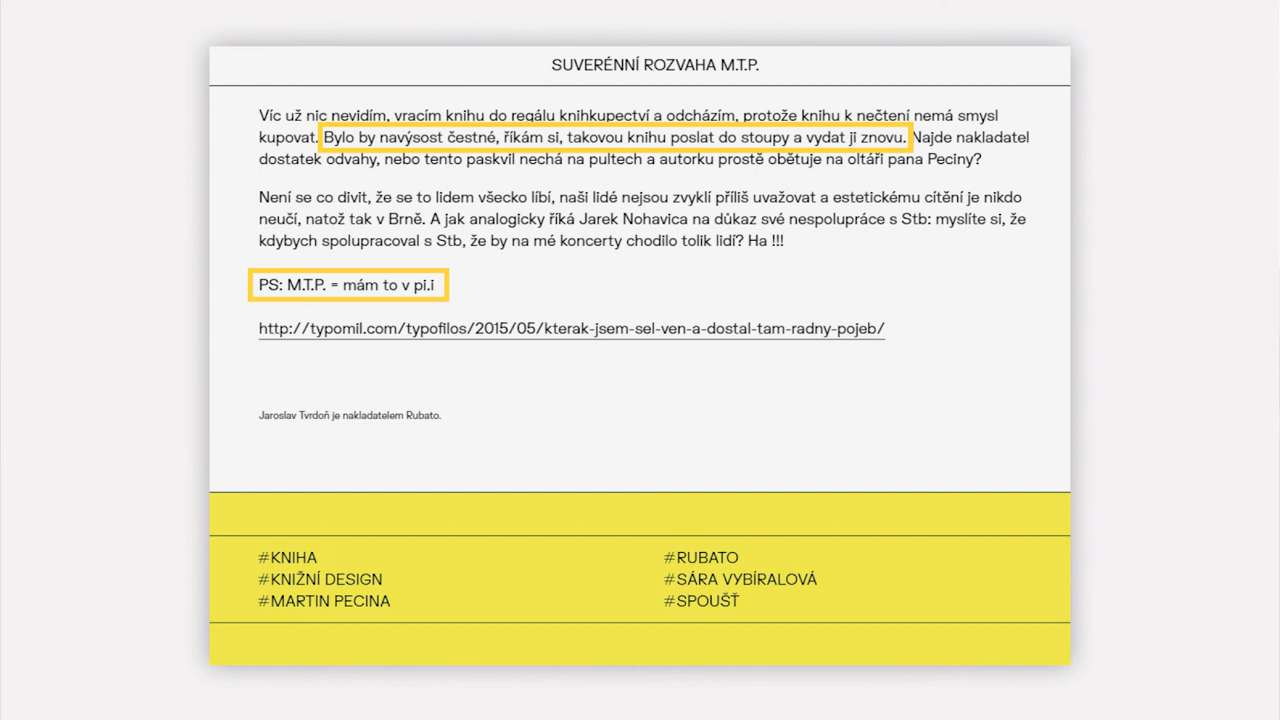 SUVERÉNNÍ ROZVAHA M.T.P.
Víc už nic nevidím, vracím knihu do regálu knihkupectví a odcházím, protože knihu k nečtení nemá smysl
kupovat. Bylo by navýsost čestné, říkám si, takovou knihu poslat do stoupy a vydat ji znovu. Najde nakladatel
dostatek odvahy, nebo tento paskvil nechá na pultech a autorku prostě obětuje na oltáři pana Peciny?
Není se co divit, že se to lidem všecko líbí, naši lidé nejsou zvyklí příliš uvažovat a estetickému cítění je nikdo
neučí, natož tak v Brně. A jak analogicky říká Jarek Nohavica na důkaz své nespolupráce s Stb: myslíte si, že
kdybych spolupracoval s Stb, že by na mé koncerty chodilo tolik lidí? Ha !!!
PS: M.T.P. = mám to v pi.i
http://typomil.com/typofilos/2015/05/kterak-jsem-sel-ven-a-dostal-tam-radny-pojeb/
Jaroslav Tvrdoň je nakladatelem Rubato.
#KNIHA
#KNIŽNÍ DESIGN
#MARTIN PECINA
#RUBATO
#SÁRA VYBÍRALOVÁ
#SPOUŠŤ